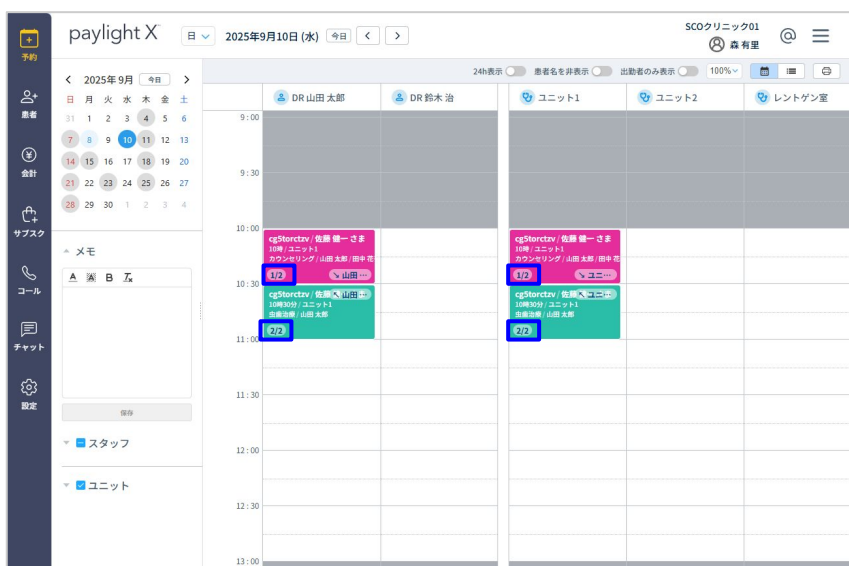 予約
患者
会計
サブスク
コール
チャット
設定
paylight X
日
2025年9月10日 (水)
今日
SCOクリニック01
森 有里
2025年 9月
今日
日 月 火 水 木 金 土
31 1 2 3 4 5 6
7 8 9 10 11 12 13
14 15 16 17 18 19 20
21 22 23 24 25 26 27
28 29 30 1 2 3 4
メモ
A A B Tx
保存
スタッフ
ユニット
24h表示
患者名を非表示
出勤者のみ表示
100%
DR 山田 太郎
DR 鈴木 治
ユニット1
ユニット2
レントゲン室
9:00
9:30
10:00
10:30
11:00
11:30
12:00
12:30
13:00
cg5torctzv / 佐藤 健一 さま
10時 / ユニット1
カウンセリング / 山田 太郎 / 田中 花
1/2
山田 …
cg5torctzv / 佐藤
山田 …
10時30分 / ユニット1
虫歯治療 / 山田 太郎
2/2
cg5torctzv / 佐藤 健一 さま
10時 / ユニット1
カウンセリング / 山田 太郎 / 田中 花
1/2
ユニ…
cg5torctzv / 佐藤
ユニ…
10時30分 / ユニット1
虫歯治療 / 山田 太郎
2/2